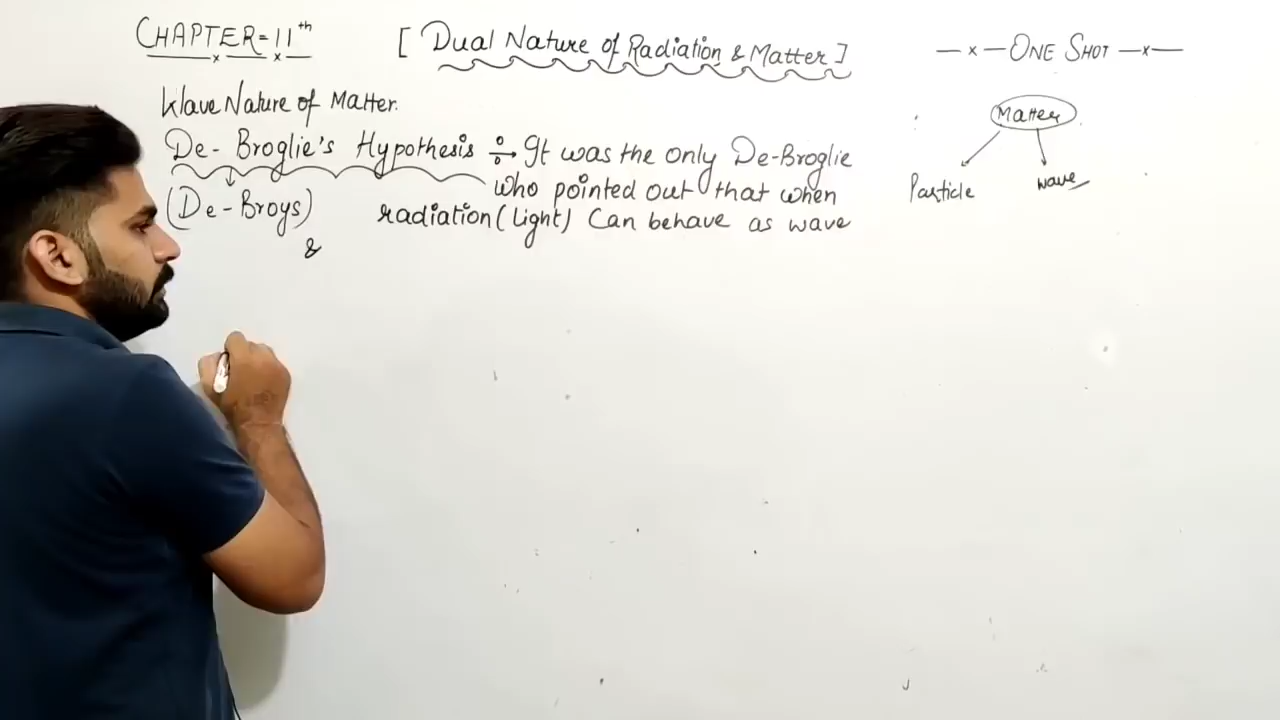 CHAPTER-11th [Dual Nature of Radiation & Matter] —x— ONE SHOT —x—
Wave Nature of Matter.
De-Broglie's Hypothesis ÷→ It was the only De-Broglie
(De-Broys) who pointed out that when
radiation (light) Can behave as wave
&
Matter
Particle wave